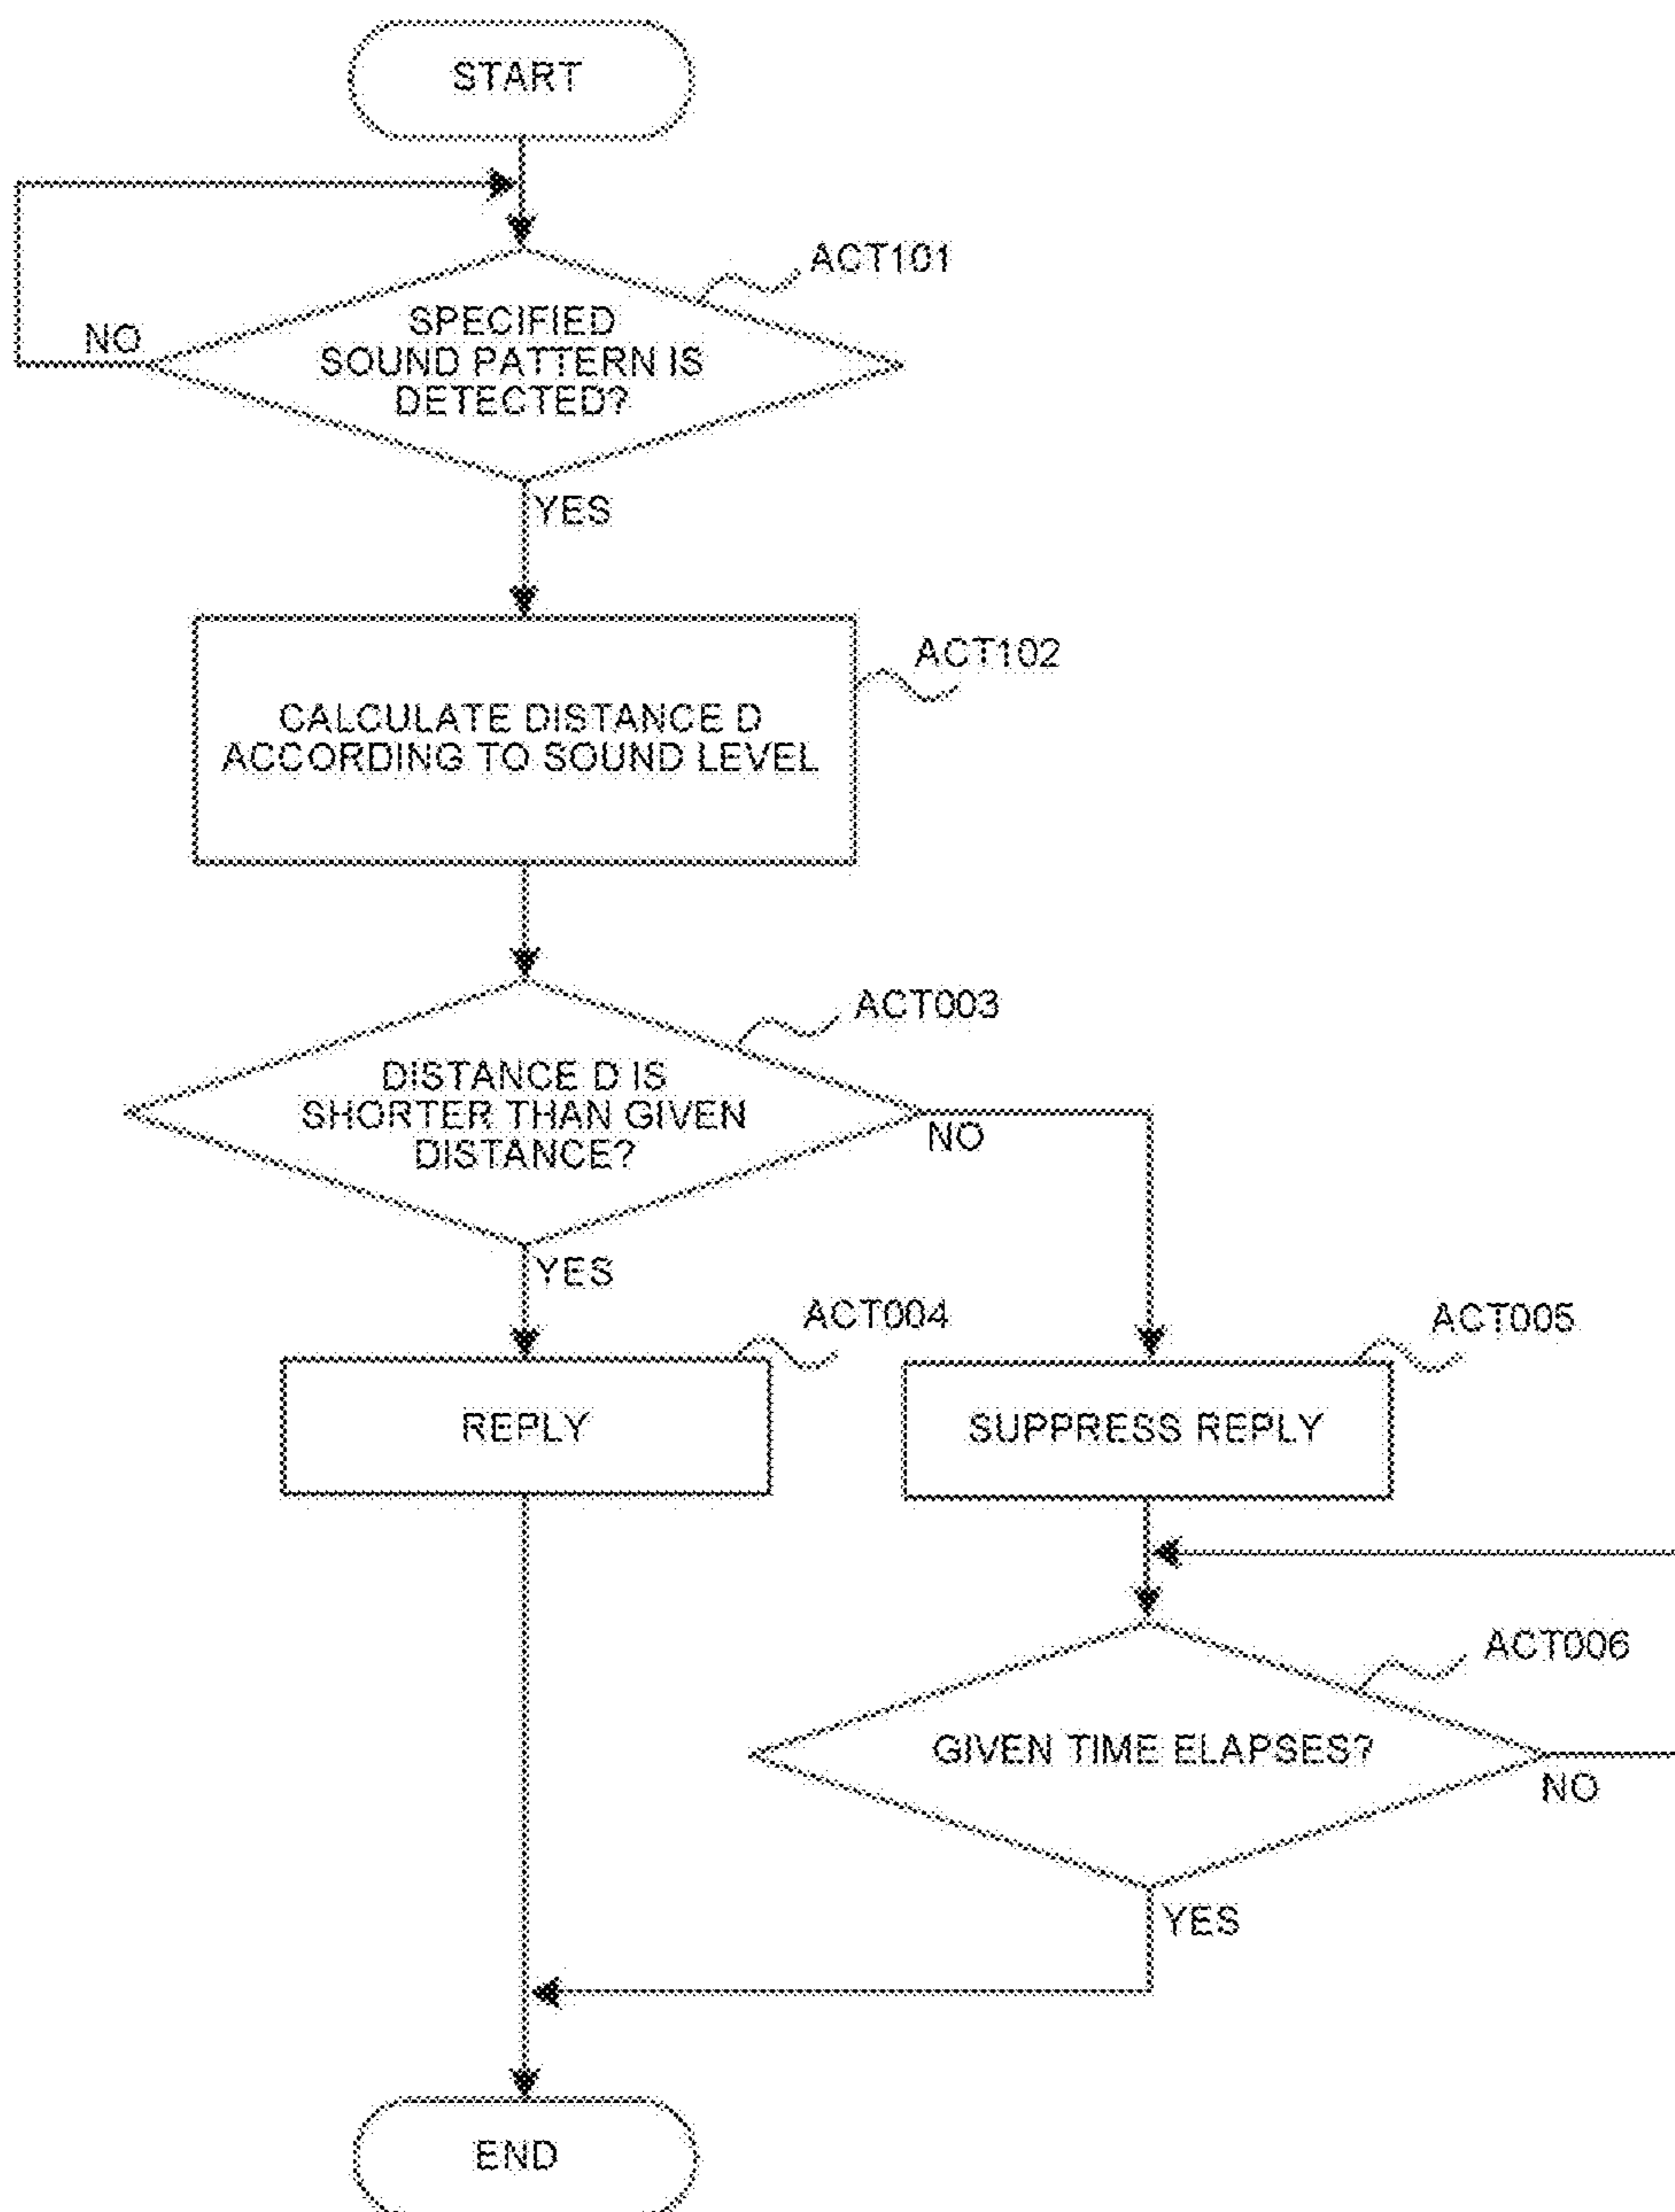 START
ACT101
SPECIFIED
SOUND PATTERN IS
DETECTED?
NO
YES
ACT102
CALCULATE DISTANCE D
ACCORDING TO SOUND LEVEL
ACT003
DISTANCE D IS
SHORTER THAN GIVEN
DISTANCE?
NO
YES
ACT004
REPLY
ACT005
SUPPRESS REPLY
ACT006
GIVEN TIME ELAPSES?
NO
YES
END